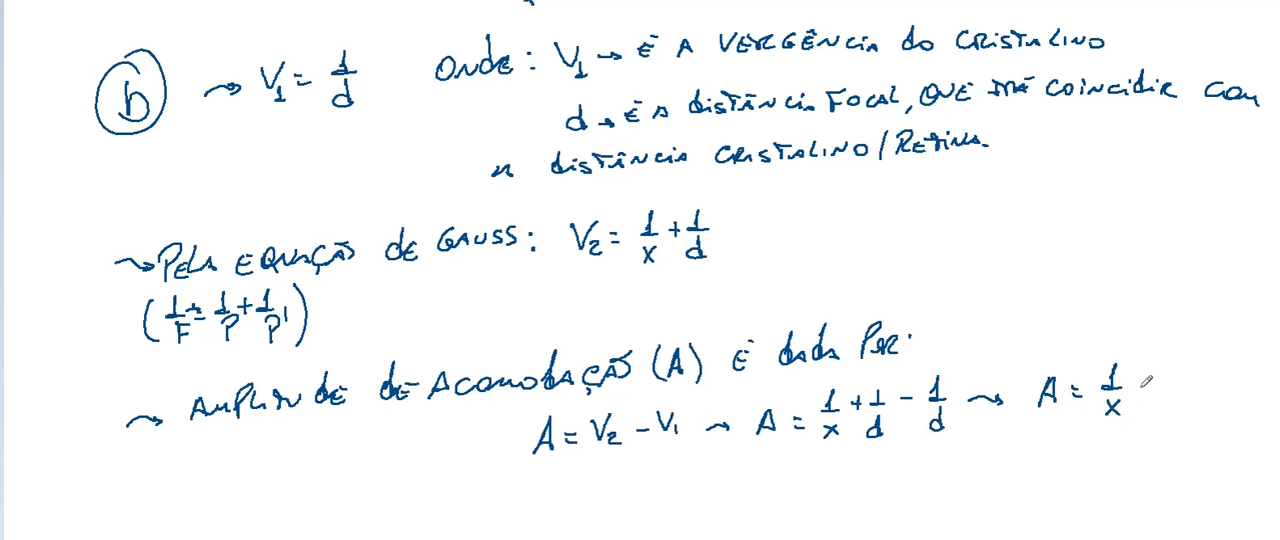 b → V₁ = 1/d Onde: V₁ → É A VERGÊNCIA do CRISTALINO
d → É A distância FOCAL, QUE irá COINCIDIR com
a distância CRISTALINO/RETINA.
→ PELA EQUAÇÃO de GAUSS: V₂ = 1/x + 1/d
(1/F = 1/P + 1/P')
→ AMPLITUDE de ACOMODAÇÃO (A) É dada POR:
A = V₂ - V₁ → A = 1/x + 1/d - 1/d → A = 1/x